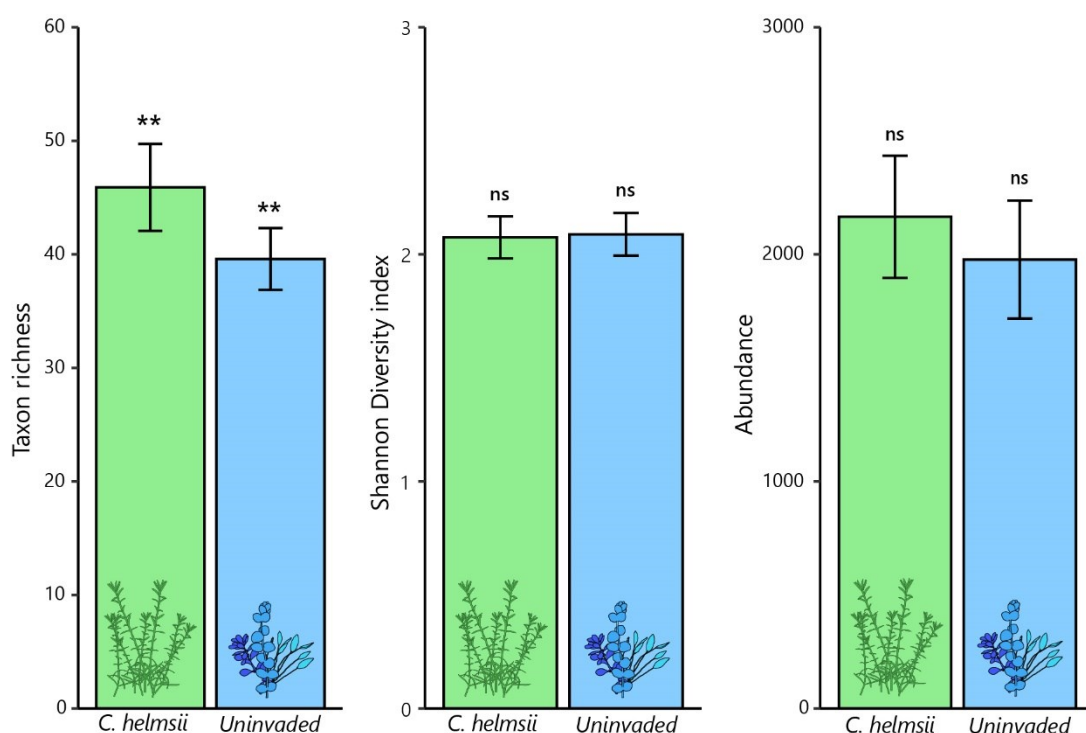 Taxon richness
60
50
40
30
20
10
0
**
**
C. helmsii
Uninvaded
Shannon Diversity index
3
2
1
0
ns
ns
C. helmsii
Uninvaded
Abundance
3000
2000
1000
0
ns
ns
C. helmsii
Uninvaded